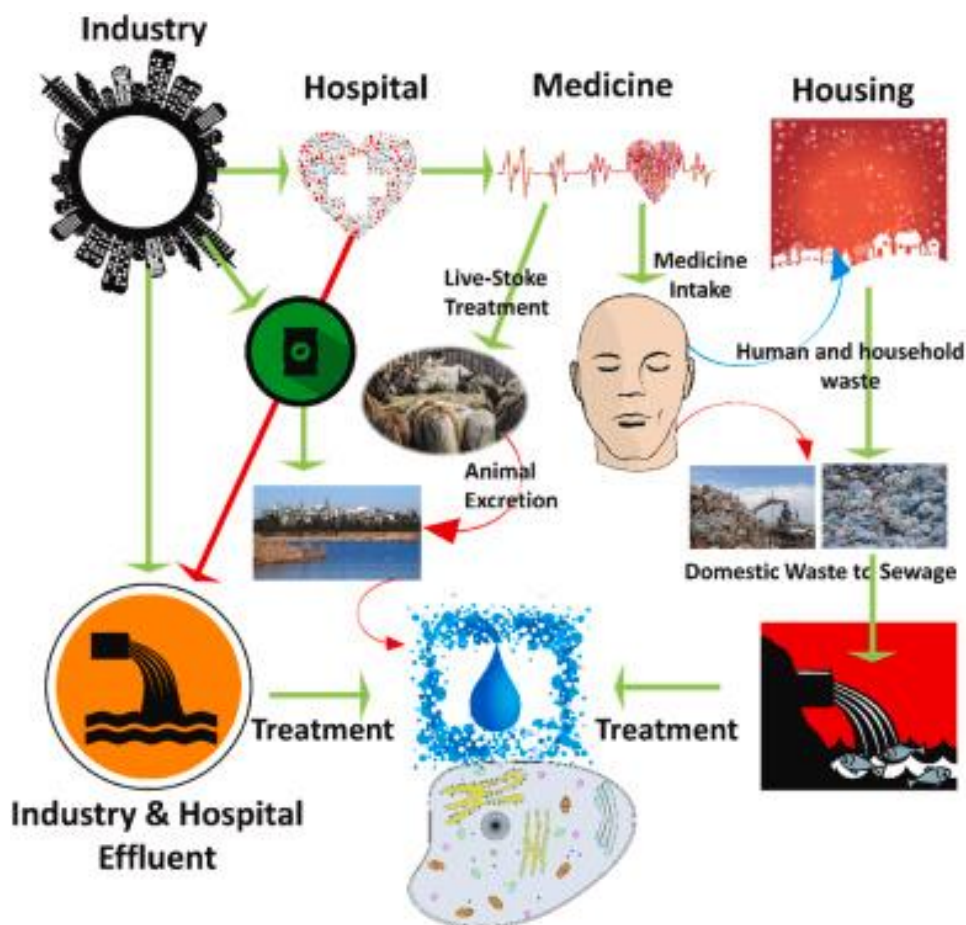 Industry
Hospital
Medicine
Housing
Live-Stoke
Treatment
Medicine
Intake
Human and household
waste
Animal
Excretion
Domestic Waste to Sewage
Treatment
Treatment
Industry & Hospital
Effluent